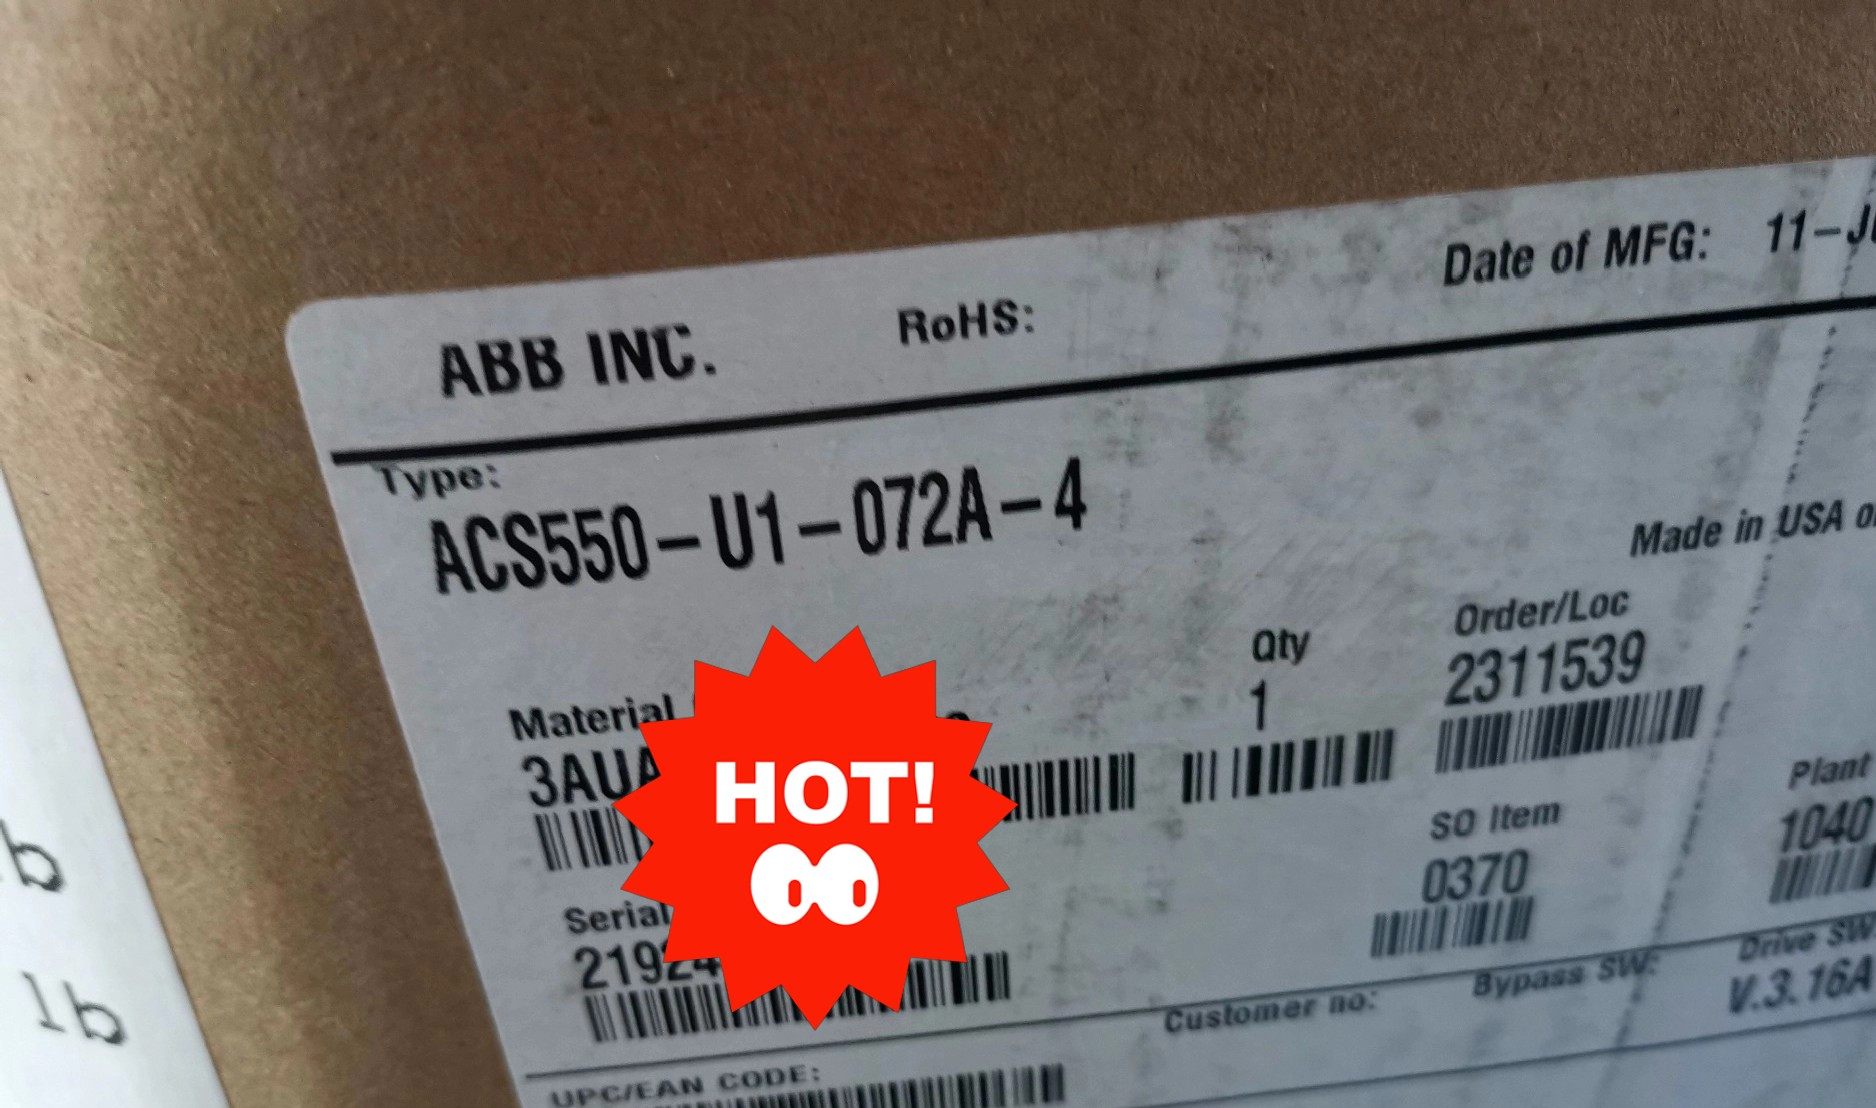 ABB INC.
RoHS:
Date of MFG: 11-
Type:
ACS550-U1-072A-4
Made in USA
Material
3AUA
Qty
1
Order/Loc
2311539
HOT!
SO Item
0370
Plant
1040
Serial
21924
Customer no:
Bypass SW:
Drive SW
V.3.16A
UPC/EAN CODE:
b
lb